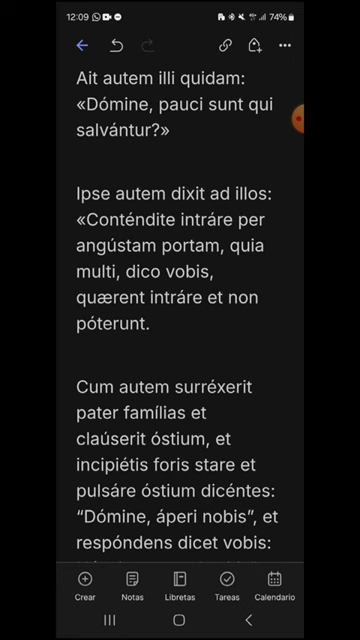 12:09
74%
Ait autem illi quidam:
«Dómine, pauci sunt qui
salvántur?»
Ipse autem dixit ad illos:
«Conténdite intráre per
angústam portam, quia
multi, dico vobis,
quærent intráre et non
póterunt.
Cum autem surréxerit
pater famílias et
claúserit óstium, et
incipiétis foris stare et
pulsáre óstium dicéntes:
“Dómine, áperi nobis”, et
respóndens dicet vobis:
Crear Notas Libretas Tareas Calendario